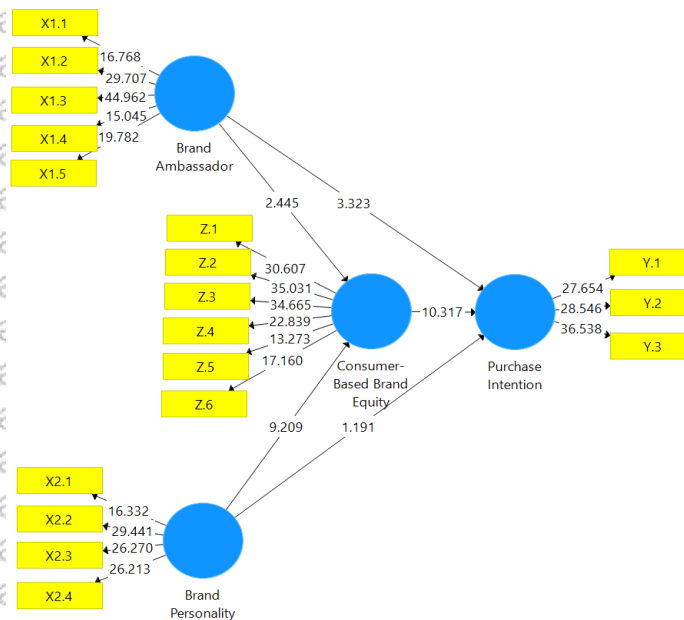 X1.1
X1.2
X1.3
X1.4
X1.5
16.768
29.707
44.962
15.045
19.782
Brand
Ambassador
2.445
3.323
Z.1
Z.2
Z.3
Z.4
Z.5
Z.6
30.607
35.031
34.665
22.839
13.273
17.160
Consumer-
Based Brand
Equity
10.317
Purchase
Intention
27.654
28.546
36.538
Y.1
Y.2
Y.3
9.209
1.191
X2.1
X2.2
X2.3
X2.4
16.332
29.441
26.270
26.213
Brand
Personality